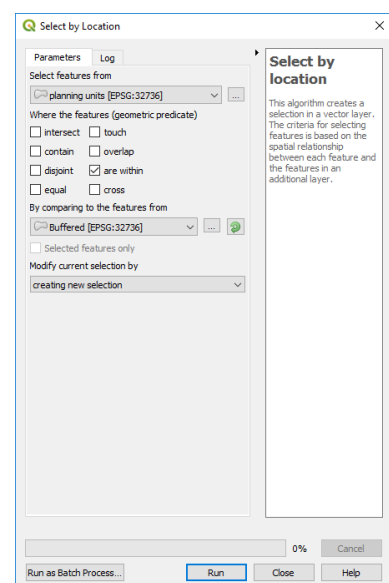 Select by Location
Parameters Log
Select features from
planning units [EPSG:32736]
...
Where the features (geometric predicate)
intersect touch
contain overlap
disjoint are within
equal cross
By comparing to the features from
Buffered [EPSG:32736]
...
Selected features only
Modify current selection by
creating new selection
Select by
location
This algorithm creates a
selection in a vector layer.
The criteria for selecting
features is based on the
spatial relationship
between each feature and
the features in an
additional layer.
0% Cancel
Run as Batch Process... Run Close Help